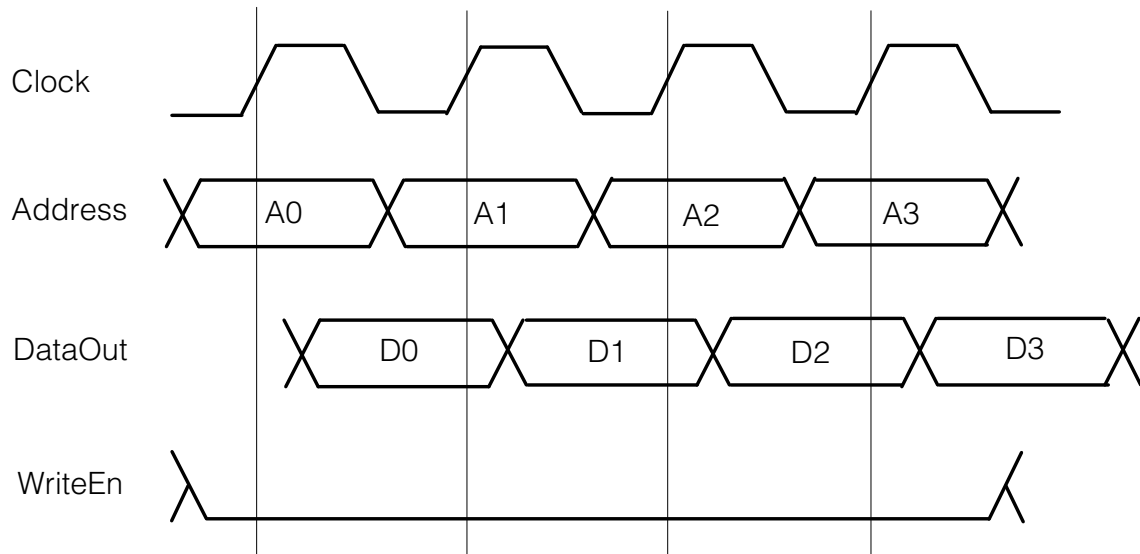 Clock
Address A0 A1 A2 A3
DataOut D0 D1 D2 D3
WriteEn